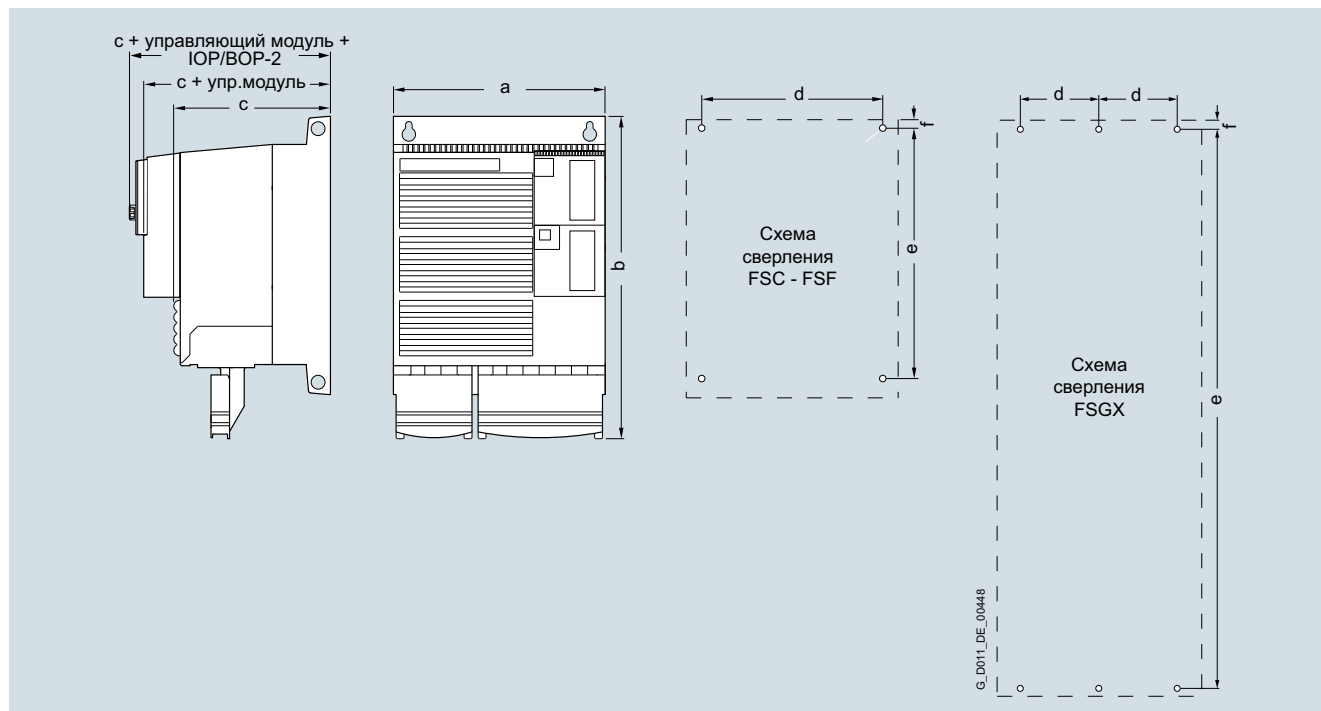 c + управляющий модуль +
IOP/BOP-2
c + упр.модуль
c
a
b
d
f
e
Схема
сверления
FSC - FSF
d
d
f
e
Схема
сверления
FSGX
G_D011_DE_00448